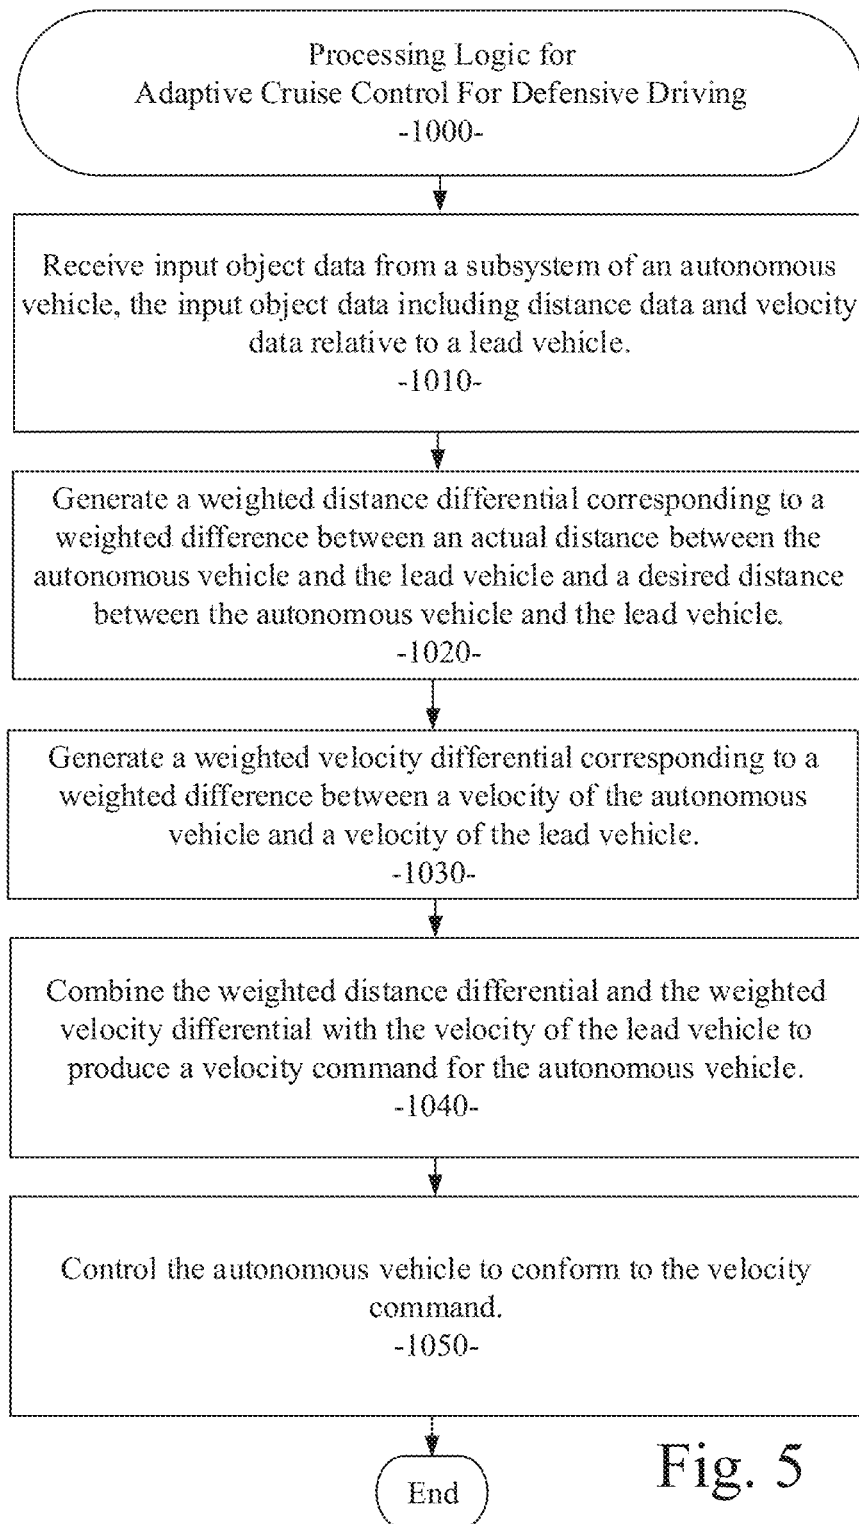 Processing Logic for
Adaptive Cruise Control For Defensive Driving
-1000-
Receive input object data from a subsystem of an autonomous
vehicle, the input object data including distance data and velocity
data relative to a lead vehicle.
-1010-
Generate a weighted distance differential corresponding to a
weighted difference between an actual distance between the
autonomous vehicle and the lead vehicle and a desired distance
between the autonomous vehicle and the lead vehicle.
-1020-
Generate a weighted velocity differential corresponding to a
weighted difference between a velocity of the autonomous
vehicle and a velocity of the lead vehicle.
-1030-
Combine the weighted distance differential and the weighted
velocity differential with the velocity of the lead vehicle to
produce a velocity command for the autonomous vehicle.
-1040-
Control the autonomous vehicle to conform to the velocity
command.
-1050-
End
Fig. 5